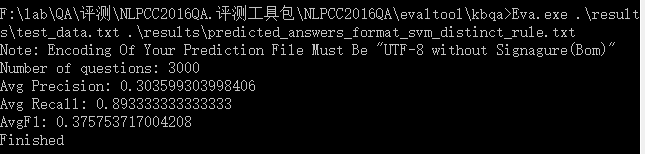 F:\lab\QA\评测\NLPCC2016QA.评测工具包\NLPCC2016QA\evaltool\kbqa>Eva.exe .\result
s\test_data.txt .\results\predicted_answers_format_svm_distinct_rule.txt
Note: Encoding Of Your Prediction File Must Be "UTF-8 without Signagure(Bom)"
Number of questions: 3000
Avg Precision: 0.303599303998406
Avg Recall: 0.893333333333333
AvgF1: 0.375753717004208
Finished